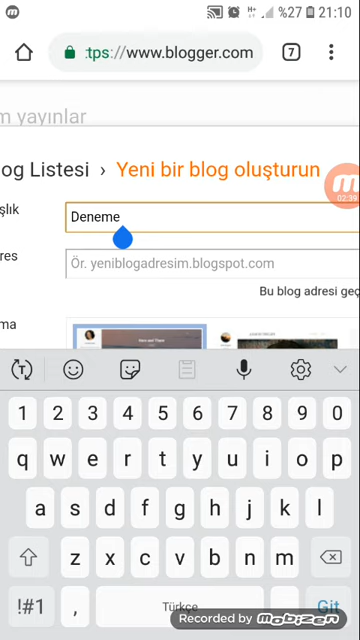 %27 21:10
tps://www.blogger.com 7
m yayınlar
og Listesi › Yeni bir blog oluşturun
şlık Deneme
02:39
res Ör. yeniblogadresim.blogspot.com
Bu blog adresi geç
ma
1 2 3 4 5 6 7 8 9 0
q w e r t y u i o p
a s d f g h j k l
z x c v b n m
!#1 , Türkçe . Git
Recorded by mobizen